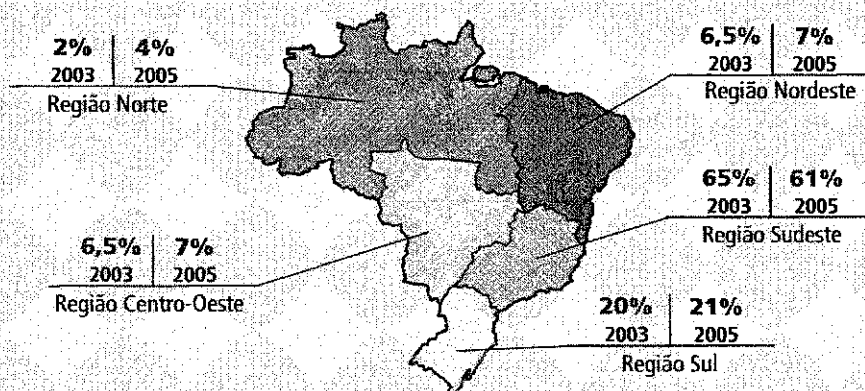 2% 4%
2003 2005
Região Norte
6,5% 7%
2003 2005
Região Nordeste
65% 61%
2003 2005
Região Sudeste
6,5% 7%
2003 2005
Região Centro-Oeste
20% 21%
2003 2005
Região Sul